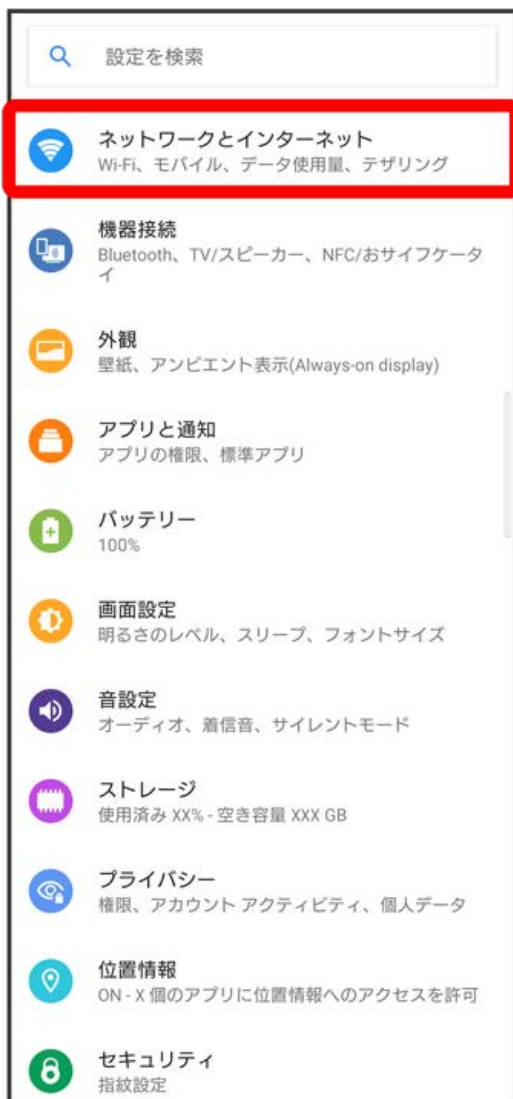 設定を検索
ネットワークとインターネット
Wi-Fi、モバイル、データ使用量、テザリング
機器接続
Bluetooth、TV/スピーカー、NFC/おサイフケータ
イ
外観
壁紙、アンビエント表示(Always-on display)
アプリと通知
アプリの権限、標準アプリ
バッテリー
100%
画面設定
明るさのレベル、スリープ、フォントサイズ
音設定
オーディオ、着信音、サイレントモード
ストレージ
使用済み XX% - 空き容量 XXX GB
プライバシー
権限、アカウント アクティビティ、個人データ
位置情報
ON - X 個のアプリに位置情報へのアクセスを許可
セキュリティ
指紋設定